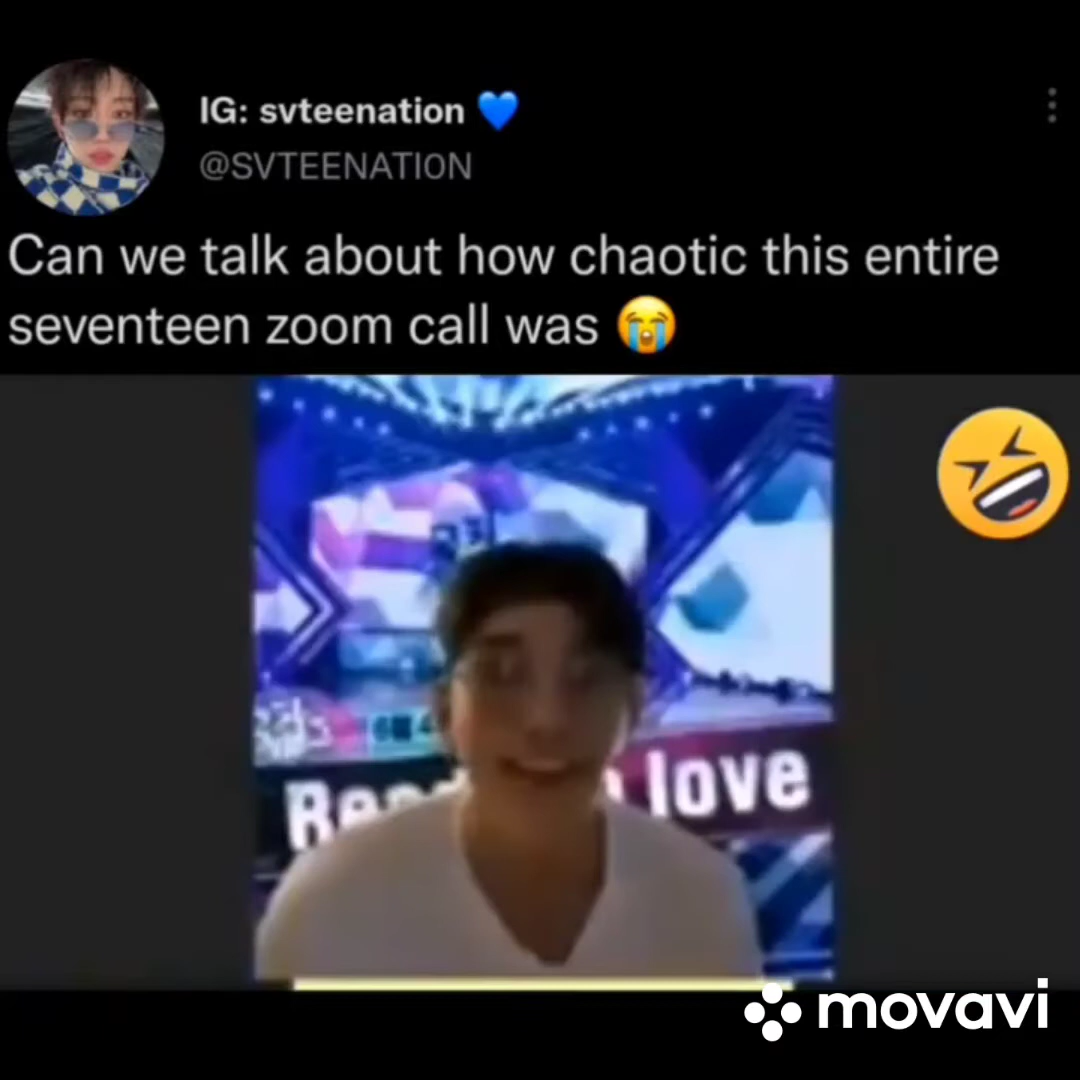 IG: svteenation 💙
@SVTEENATION
Can we talk about how chaotic this entire
seventeen zoom call was 😭
love
movavi